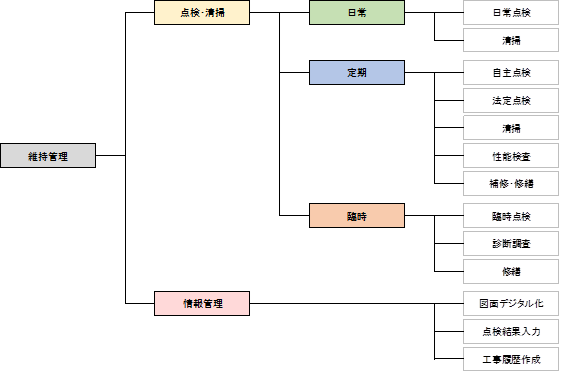 点検・清掃
日常
日常点検
清掃
定期
自主点検
法定点検
清掃
維持管理
性能検査
補修・修繕
臨時
臨時点検
診断調査
修繕
情報管理
図面デジタル化
点検結果入力
工事履歴作成